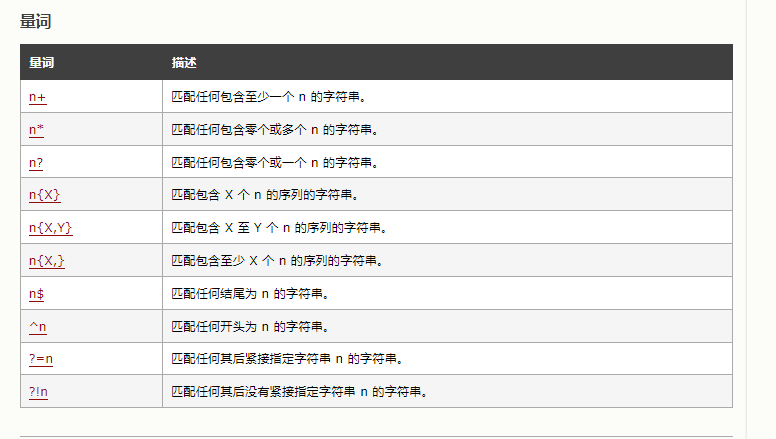 量词
量词 描述
n+ 匹配任何包含至少一个 n 的字符串。
n* 匹配任何包含零个或多个 n 的字符串。
n? 匹配任何包含零个或一个 n 的字符串。
n{X} 匹配包含 X 个 n 的序列的字符串。
n{X,Y} 匹配包含 X 至 Y 个 n 的序列的字符串。
n{X,} 匹配包含至少 X 个 n 的序列的字符串。
n$ 匹配任何结尾为 n 的字符串。
^n 匹配任何开头为 n 的字符串。
?=n 匹配任何其后紧接指定字符串 n 的字符串。
?!n 匹配任何其后没有紧接指定字符串 n 的字符串。